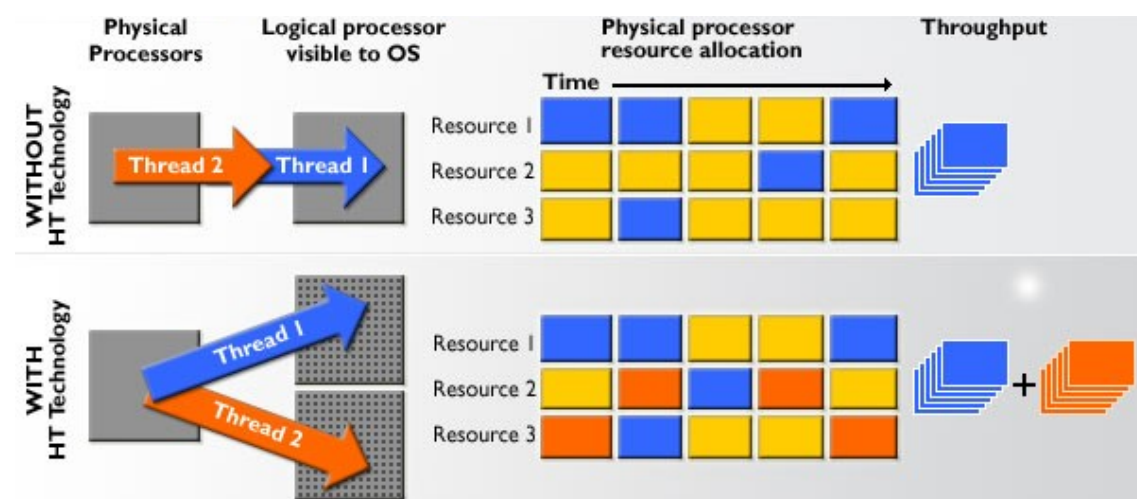 Physical
Processors
Logical processor
visible to OS
Physical processor
resource allocation
Throughput
Time
WITHOUT
HT Technology
Thread 2
Thread 1
Resource 1
Resource 2
Resource 3
WITH
HT Technology
Thread 1
Thread 2
Resource 1
Resource 2
Resource 3
+